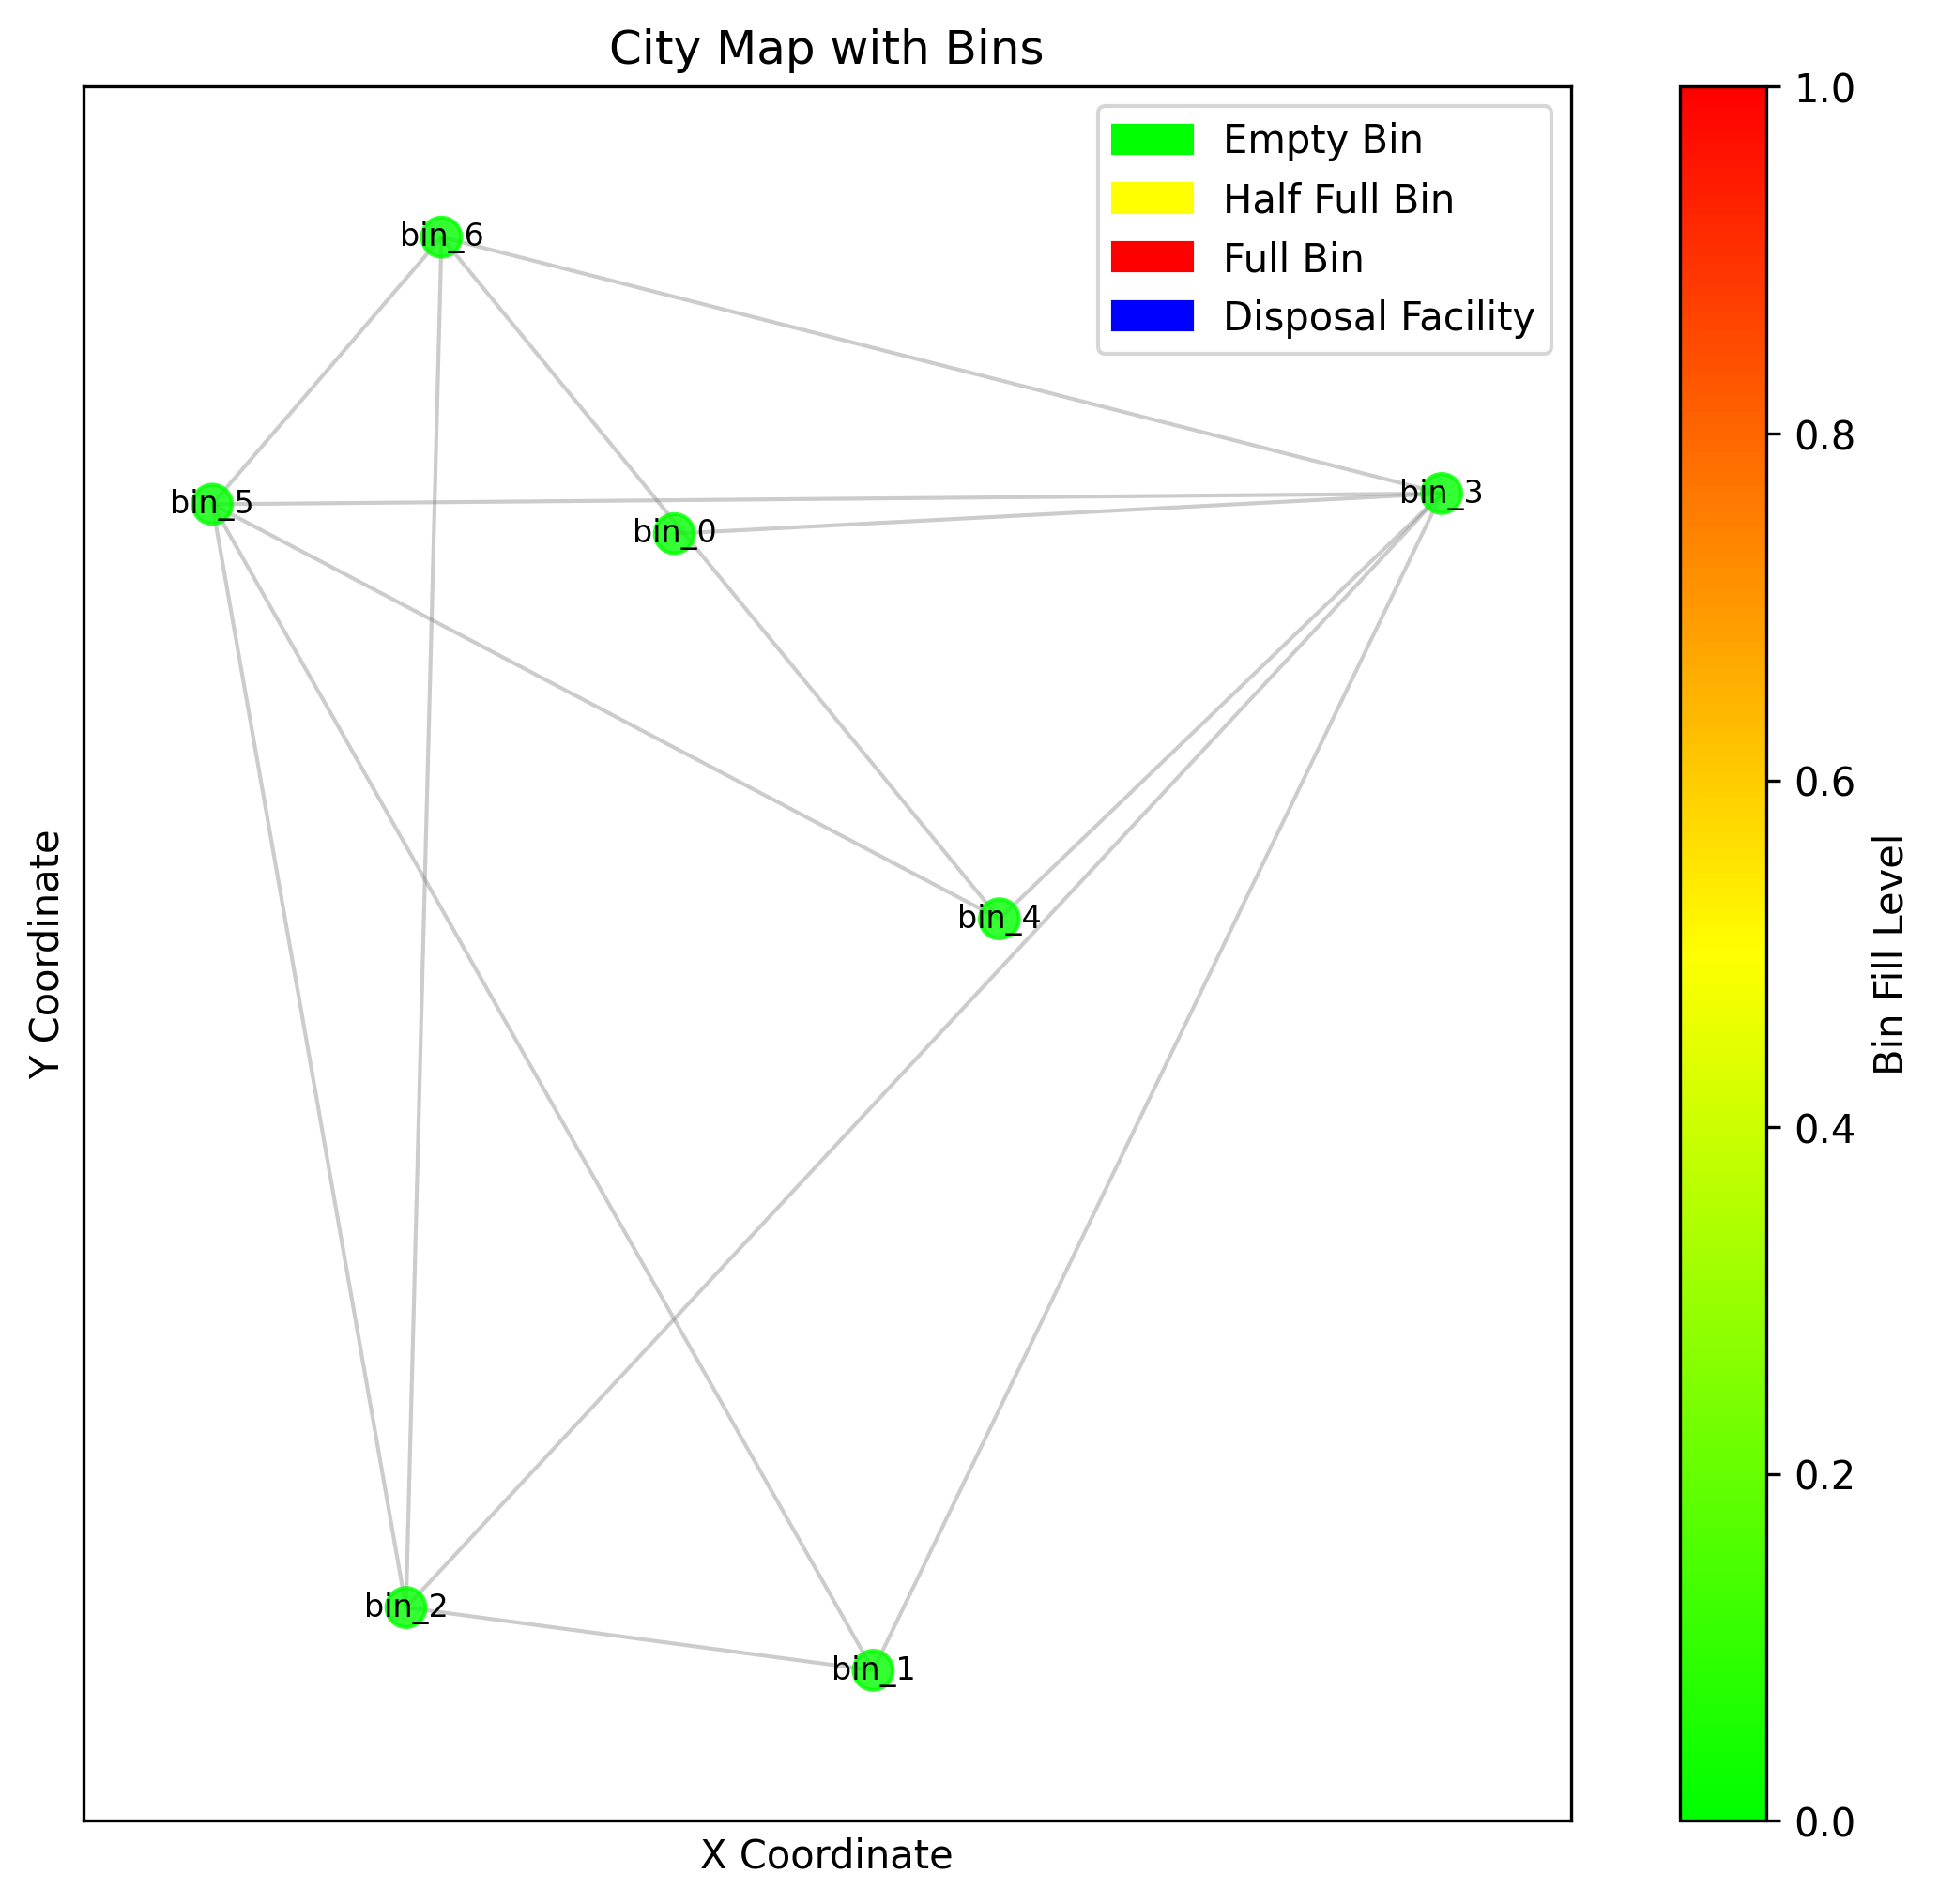 City Map with Bins
Empty Bin
Half Full Bin
Full Bin
Disposal Facility
bin_6
bin_5
bin_0
bin_3
bin_4
bin_2
bin_1
Y Coordinate
X Coordinate
1.0
0.8
0.6
0.4
0.2
0.0
Bin Fill Level